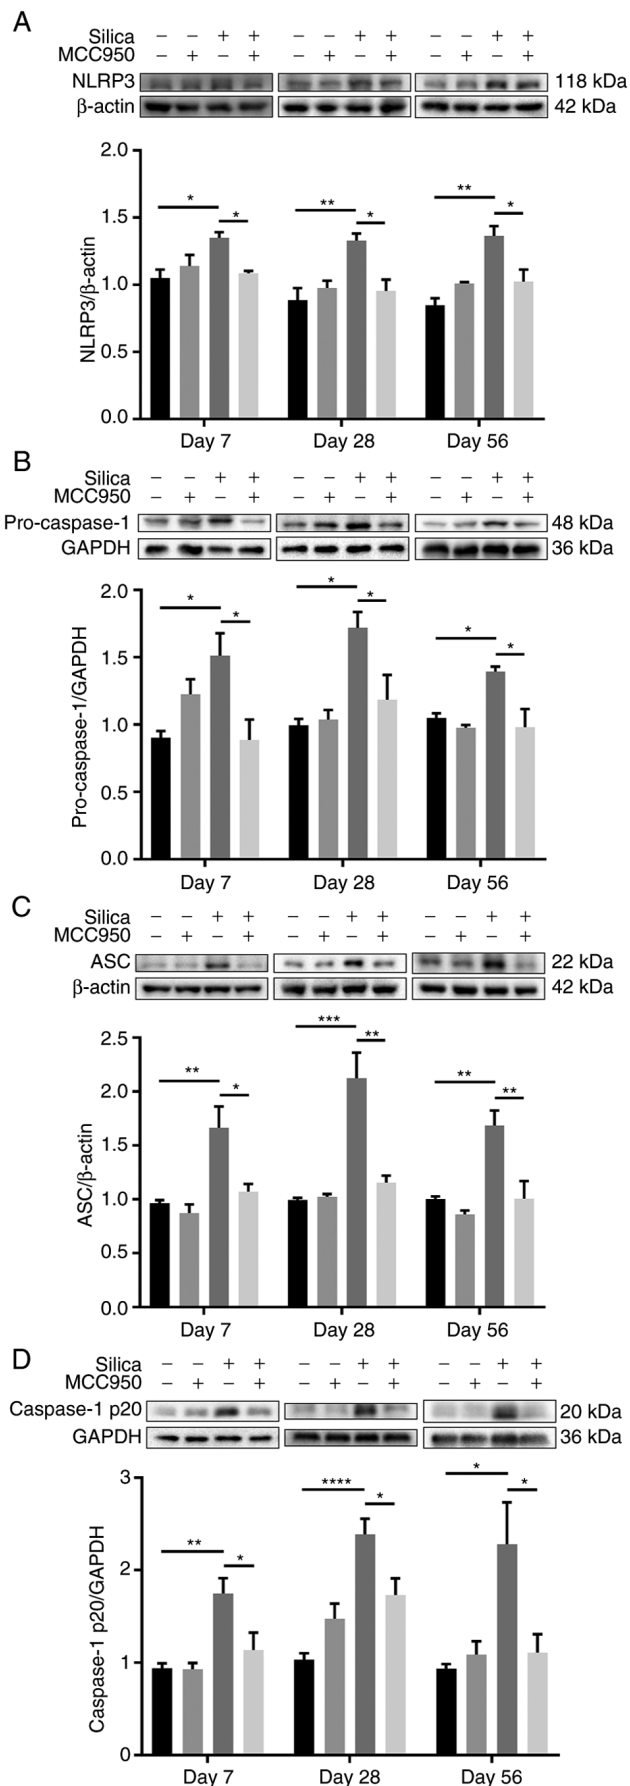 A
Silica – – + +   – – + +   – – + +
MCC950 – + – +   – + – +   – + – +
NLRP3 118 kDa
β-actin 42 kDa
2.0
1.5
1.0
0.5
0.0
NLRP3/β-actin
* *   ** *   ** *
Day 7 Day 28 Day 56
B
Silica – – + +   – – + +   – – + +
MCC950 – + – +   – + – +   – + – +
Pro-caspase-1 48 kDa
GAPDH 36 kDa
2.0
1.5
1.0
0.5
0.0
Pro-caspase-1/GAPDH
* *   * *   * *
Day 7 Day 28 Day 56
C
Silica – – + +   – – + +   – – + +
MCC950 – + – +   – + – +   – + – +
ASC 22 kDa
β-actin 42 kDa
2.5
2.0
1.5
1.0
0.5
0.0
ASC/β-actin
** *   *** **   ** **
Day 7 Day 28 Day 56
D
Silica – – + +   – – + +   – – + +
MCC950 – + – +   – + – +   – + – +
Caspase-1 p20 20 kDa
GAPDH 36 kDa
3
2
1
0
Caspase-1 p20/GAPDH
** *   **** *   * *
Day 7 Day 28 Day 56